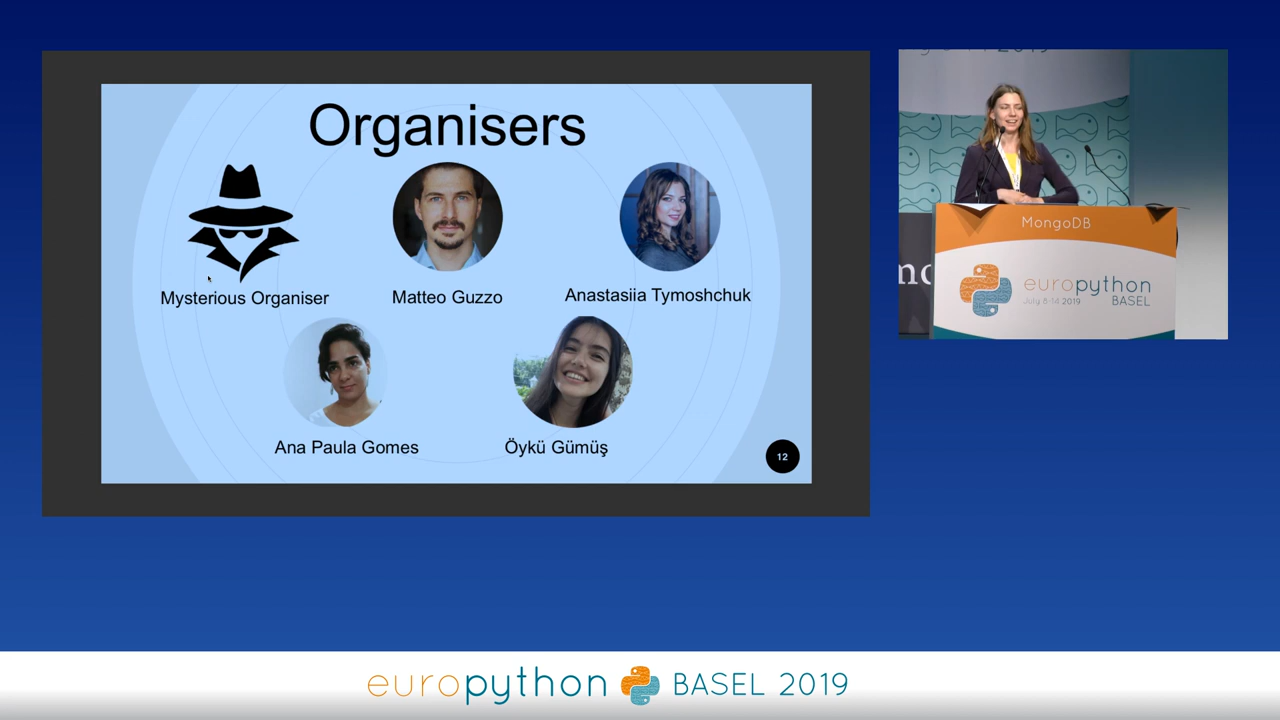 Organisers
Mysterious Organiser
Matteo Guzzo
Anastasiia Tymoshchuk
Ana Paula Gomes
Öykü Gümüş
12
MongoDB
europython
July 8-14 2019
BASEL
europython BASEL 2019